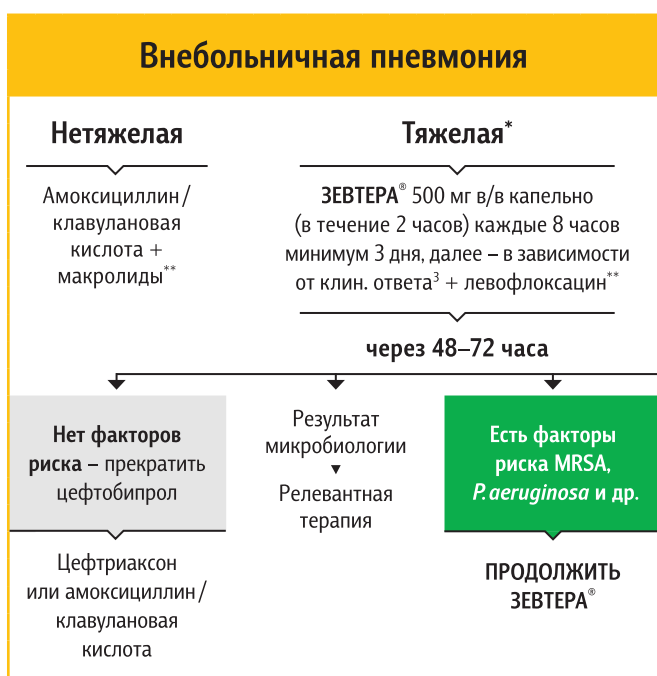 Внебольничная пневмония
Нетяжелая
Амоксициллин/
клавулановая
кислота +
макролиды**
Тяжелая*
ЗЕВТЕРА® 500 мг в/в капельно
(в течение 2 часов) каждые 8 часов
минимум 3 дня, далее – в зависимости
от клин. ответа³ + левофлоксацин**
через 48–72 часа
Нет факторов
риска – прекратить
цефтобипрол
Цефтриаксон
или амоксициллин/
клавулановая
кислота
Результат
микробиологии
Релевантная
терапия
Есть факторы
риска MRSA,
P. aeruginosa и др.
ПРОДОЛЖИТЬ
ЗЕВТЕРА®